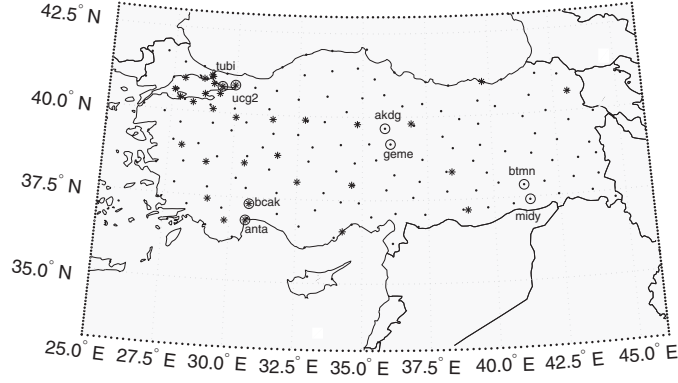 42.5° N
40.0° N
37.5° N
35.0° N
tubi
ucg2
akdg
geme
btmn
midy
bcak
anta
25.0° E 27.5° E 30.0° E 32.5° E 35.0° E 37.5° E 40.0° E 42.5° E 45.0° E